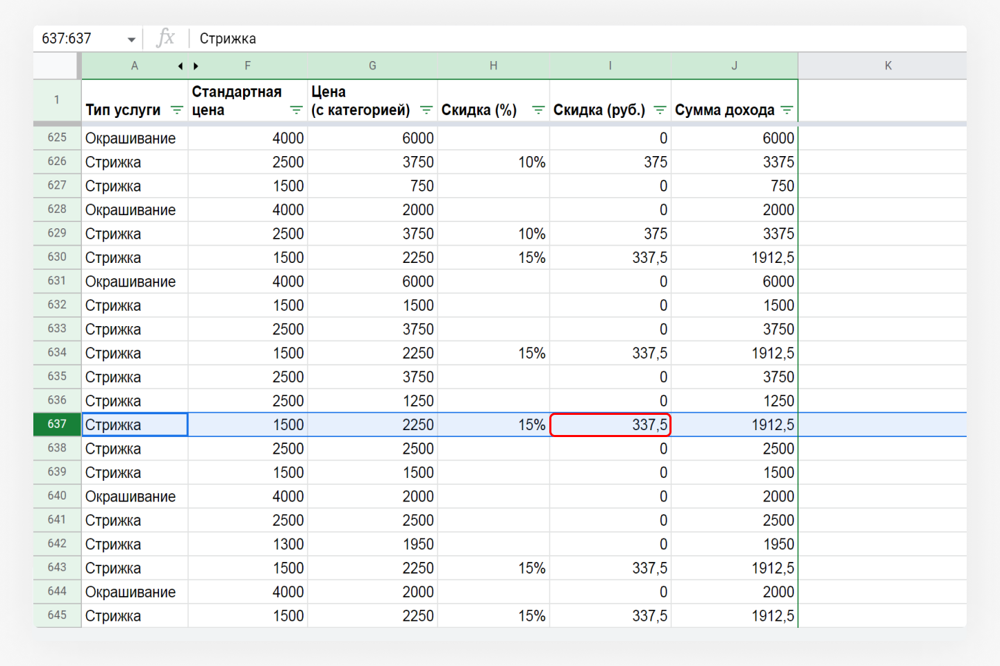 637:637 fx Стрижка
A F G H I J K
1 Тип услуги Стандартная цена Цена (с категорией) Скидка (%) Скидка (руб.) Сумма дохода
625 Окрашивание 4000 6000 0 6000
626 Стрижка 2500 3750 10% 375 3375
627 Стрижка 1500 750 0 750
628 Окрашивание 4000 2000 0 2000
629 Стрижка 2500 3750 10% 375 3375
630 Стрижка 1500 2250 15% 337,5 1912,5
631 Окрашивание 4000 6000 0 6000
632 Стрижка 1500 1500 0 1500
633 Стрижка 2500 3750 0 3750
634 Стрижка 1500 2250 15% 337,5 1912,5
635 Стрижка 2500 3750 0 3750
636 Стрижка 2500 1250 0 1250
637 Стрижка 1500 2250 15% 337,5 1912,5
638 Стрижка 2500 2500 0 2500
639 Стрижка 1500 1500 0 1500
640 Окрашивание 4000 2000 0 2000
641 Стрижка 2500 2500 0 2500
642 Стрижка 1300 1950 0 1950
643 Стрижка 1500 2250 15% 337,5 1912,5
644 Окрашивание 4000 2000 0 2000
645 Стрижка 1500 2250 15% 337,5 1912,5